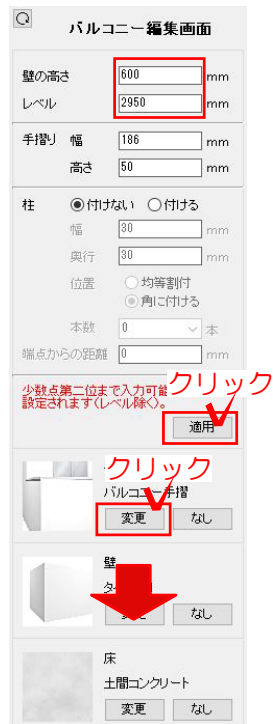 バルコニー編集画面
壁の高さ 600 mm
レベル 2950 mm
手摺り 幅 186 mm
高さ 50 mm
柱 付けない 付ける
幅 30 mm
奥行 30 mm
位置 均等割付
角に付ける
本数 0 本
端点からの距離 0 mm
少数点第二位まで入力可能
設定されます(レベル除く)。
クリック
適用
クリック
バルコニー手摺
変更 なし
壁
変更 なし
床
土間コンクリート
変更 なし